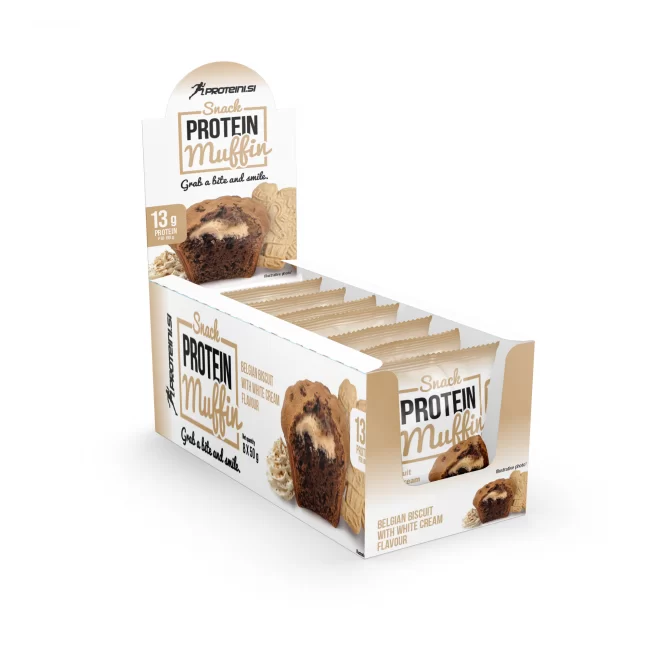 PROTEINI.SI
Snack
PROTEIN
Muffin
Grab a bite and smile.
13 g
PROTEIN
Illustrative photo!
PROTEINI.SI
Snack
PROTEIN
Muffin
Grab a bite and smile.
BELGIAN BISCUIT
WITH WHITE CREAM
FLAVOUR
Net quantity
8 X 50 g
13
Snack
PROTEIN
Muffin
Illustrative photo!
BELGIAN BISCUIT
WITH WHITE CREAM
FLAVOUR